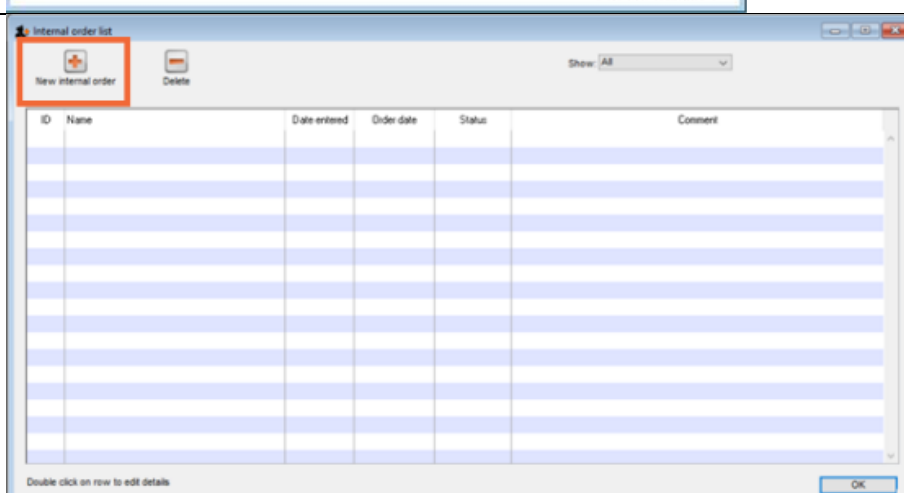 Internal order list
New internal order
Delete
Show: All
ID Name Date entered Order date Status Comment
Double click on row to edit details
OK